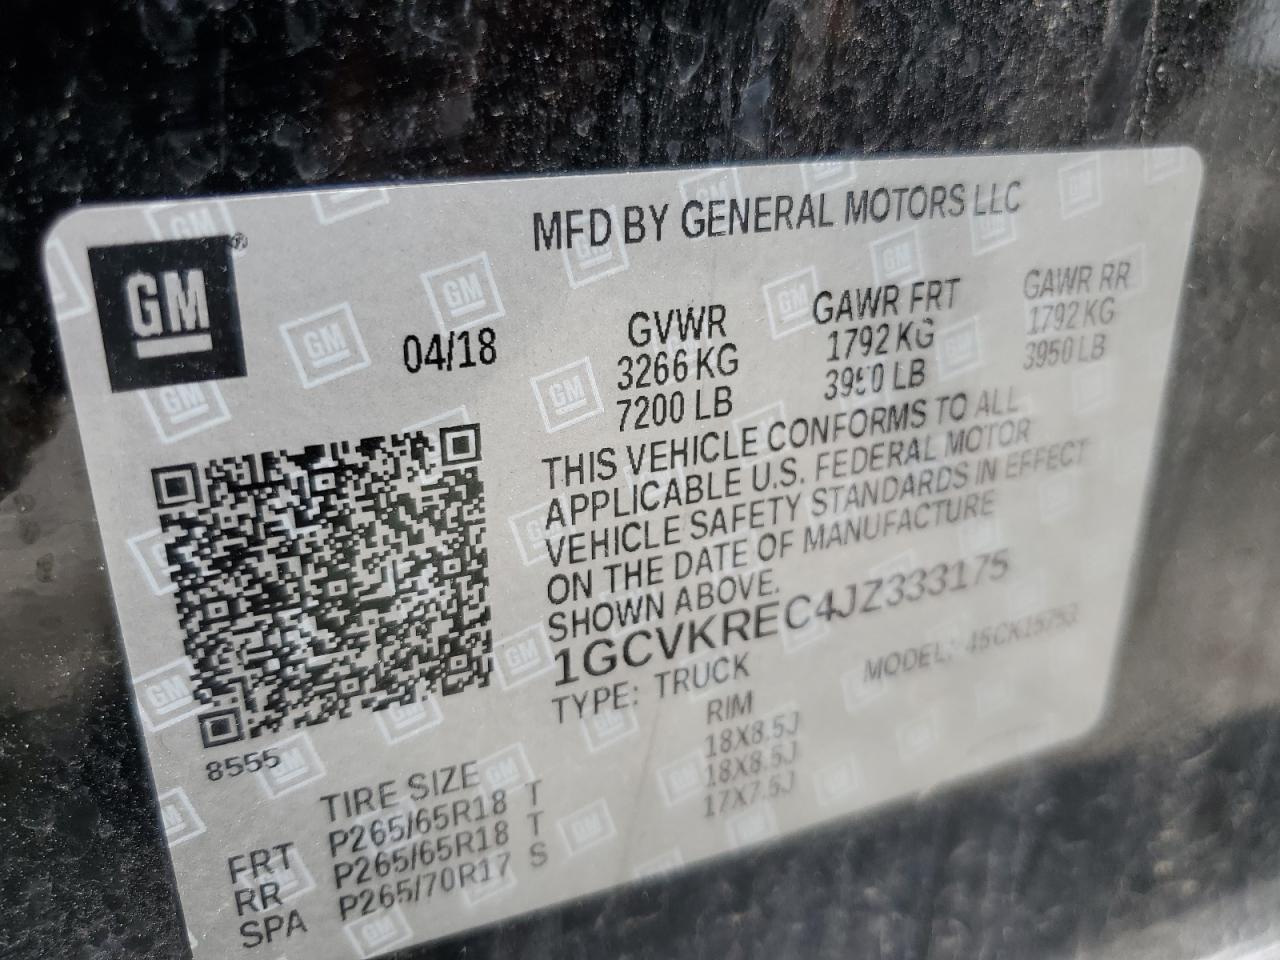 GM ®
MFD BY GENERAL MOTORS LLC
04/18
GVWR GAWR FRT GAWR RR
3266 KG 1792 KG 1792 KG
7200 LB 3950 LB 3950 LB
THIS VEHICLE CONFORMS TO ALL
APPLICABLE U.S. FEDERAL MOTOR
VEHICLE SAFETY STANDARDS IN EFFECT
ON THE DATE OF MANUFACTURE
SHOWN ABOVE.
1GCVKREC4JZ333175
TYPE: TRUCK MODEL:
8555
TIRE SIZE RIM
FRT P265/65R18 T 18X8.5J
RR P265/65R18 T 18X8.5J
SPA P265/70R17 S 17X7.5J